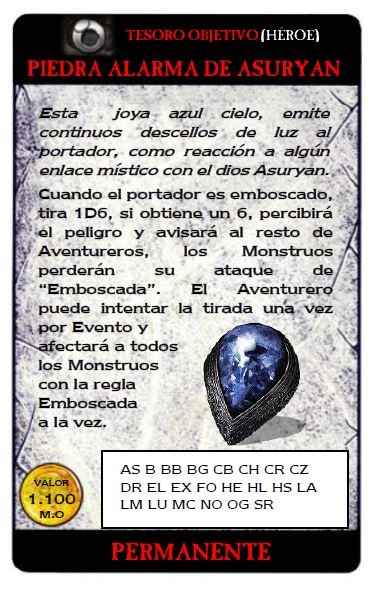 TESORO OBJETIVO (HÉROE)
PIEDRA ALARMA DE ASURYAN
Esta joya azul cielo, emite
continuos descellos de luz al
portador, como reacción a algún
enlace místico con el dios Asuryan.
Cuando el portador es emboscado,
tira 1D6, si obtiene un 6, percibirá
el peligro y avisará al resto de
Aventureros, los Monstruos
perderán su ataque de
“Emboscada”. El Aventurero
puede intentar la tirada una vez
por Evento y
afectará a todos
los Monstruos
con la regla
Emboscada
a la vez.
VALOR
1.100
M.O
AS B BB BG CB CH CR CZ
DR EL EX FO HE HL HS LA
LM LU MC NO OG SR
PERMANENTE